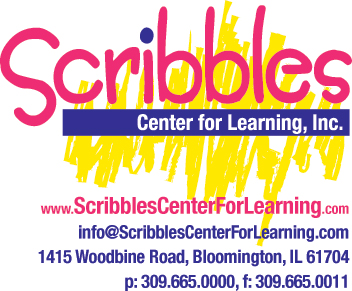 Scribbles
Center for Learning, Inc.
www.ScribblesCenterForLearning.com
info@ScribblesCenterForLearning.com
1415 Woodbine Road, Bloomington, IL 61704
p: 309.665.0000, f: 309.665.0011